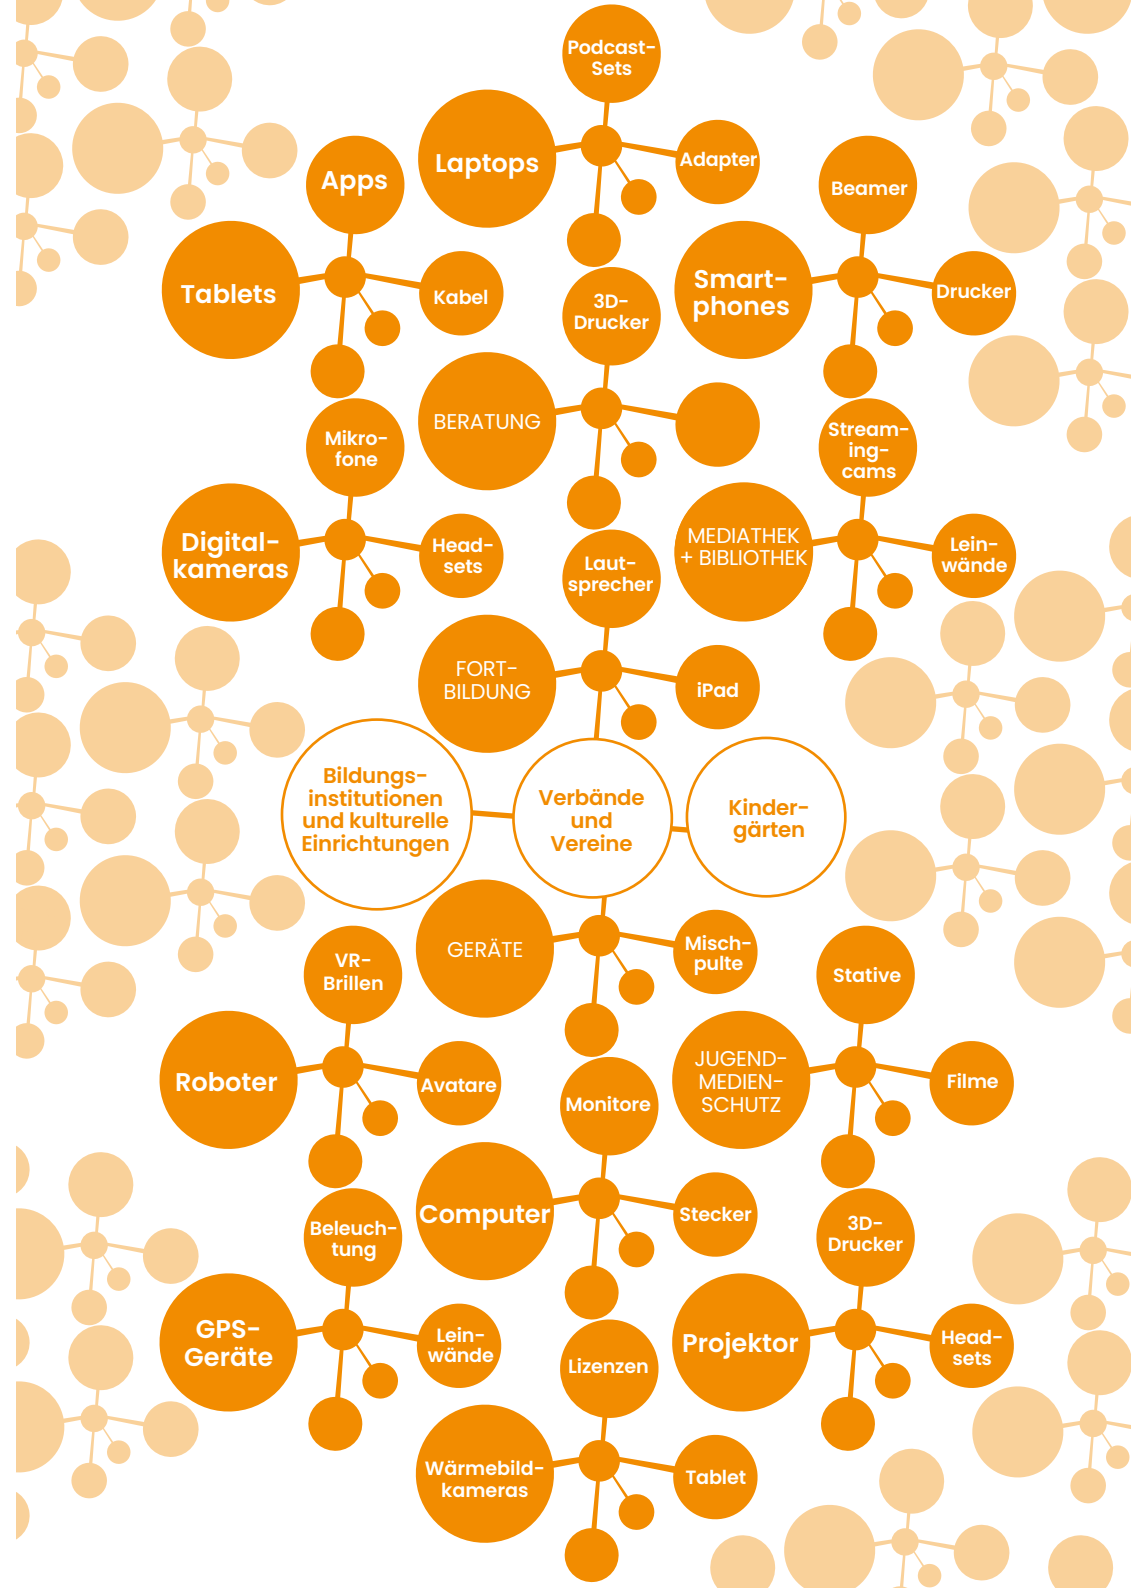 Podcast-
Sets
Laptops
Adapter
Apps
Beamer
Tablets
Kabel
Smart-
phones
Drucker
3D-
Drucker
BERATUNG
Mikro-
fone
Stream-
ing-
cams
Digital-
kameras
Head-
sets
MEDIATHEK
+ BIBLIOTHEK
Lein-
wände
Laut-
sprecher
FORT-
BILDUNG
iPad
Bildungs-
institutionen
und kulturelle
Einrichtungen
Verbände
und
Vereine
Kinder-
gärten
GERÄTE
Misch-
pulte
VR-
Brillen
Stative
Roboter
Avatare
JUGEND-
MEDIEN-
SCHUTZ
Filme
Monitore
Computer
Stecker
Beleuch-
tung
3D-
Drucker
GPS-
Geräte
Lein-
wände
Projektor
Head-
sets
Lizenzen
Wärmebild-
kameras
Tablet